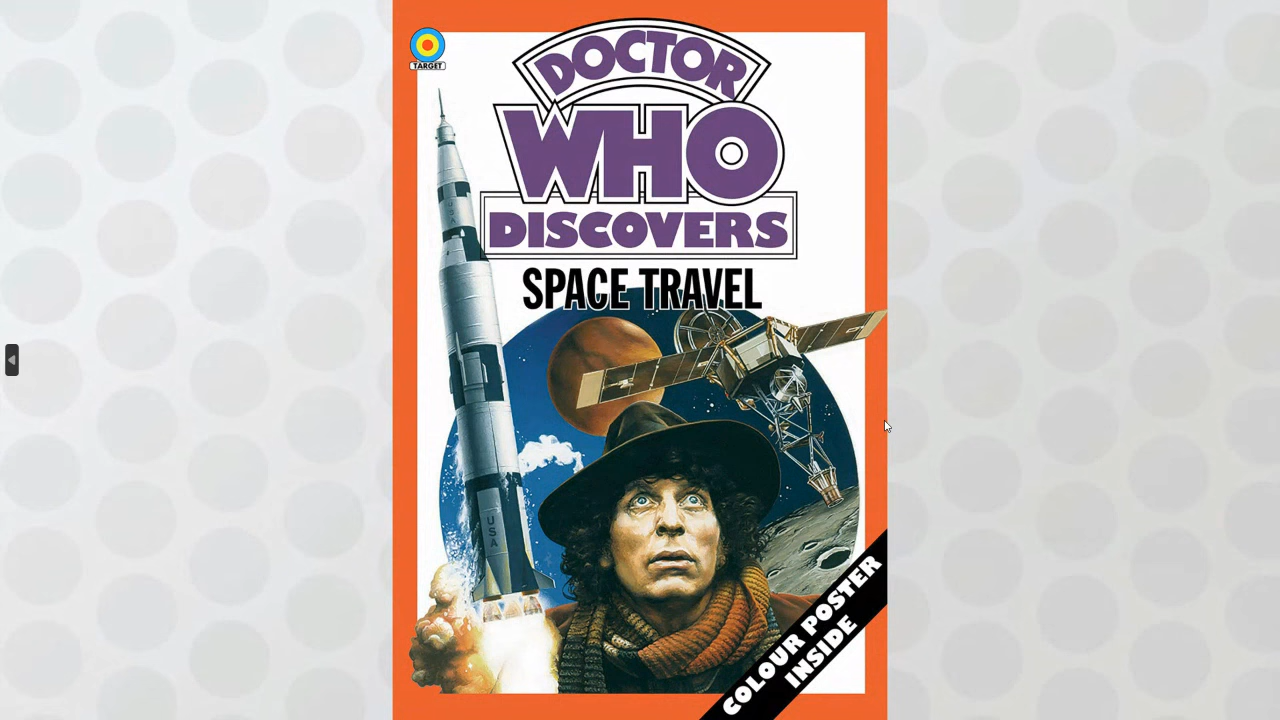 TARGET
DOCTOR
WHO
DISCOVERS
SPACE TRAVEL
USA
USA
COLOUR POSTER
INSIDE